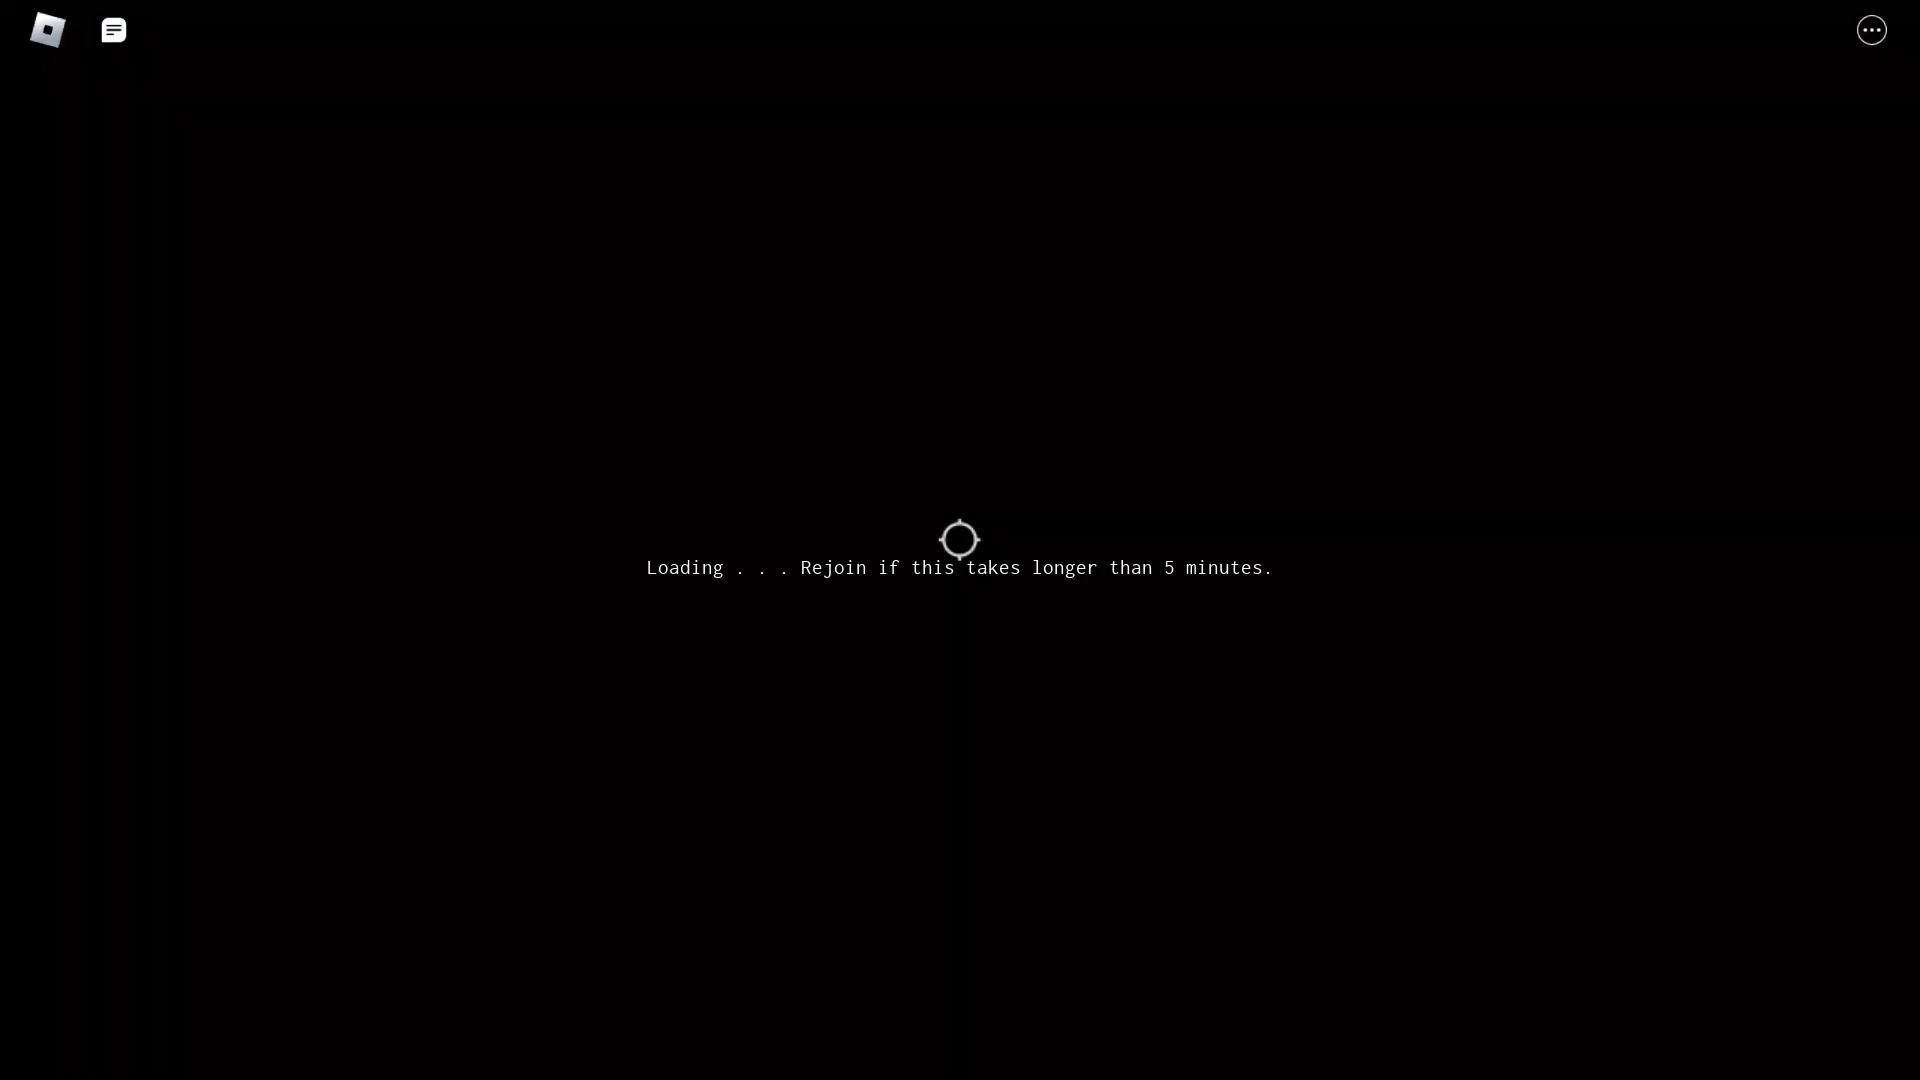 Loading . . . Rejoin if this takes longer than 5 minutes.